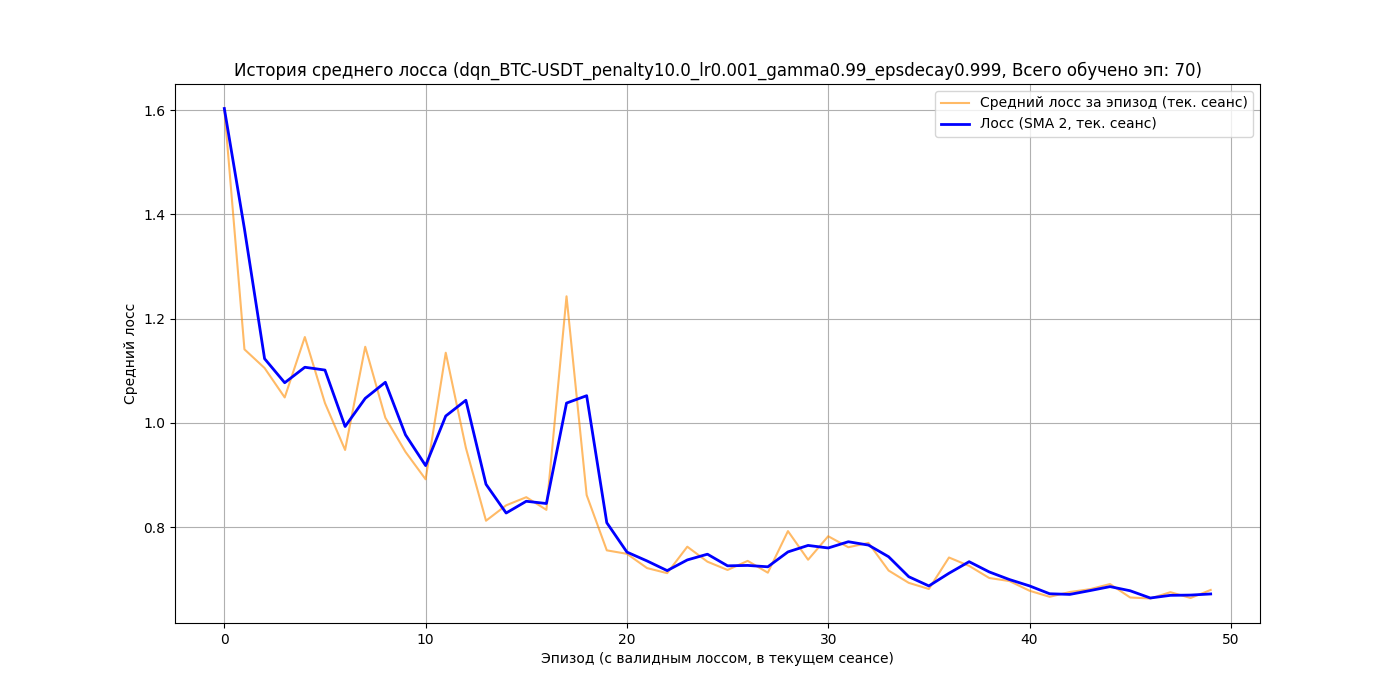 История среднего лосса (dqn_BTC-USDT_penalty10.0_lr0.001_gamma0.99_epsdecay0.999, Всего обучено эп: 70)
Средний лосс за эпизод (тек. сеанс)
Лосс (SMA 2, тек. сеанс)
1.6
1.4
1.2
1.0
0.8
Средний лосс
0 10 20 30 40 50
Эпизод (с валидным лоссом, в текущем сеансе)